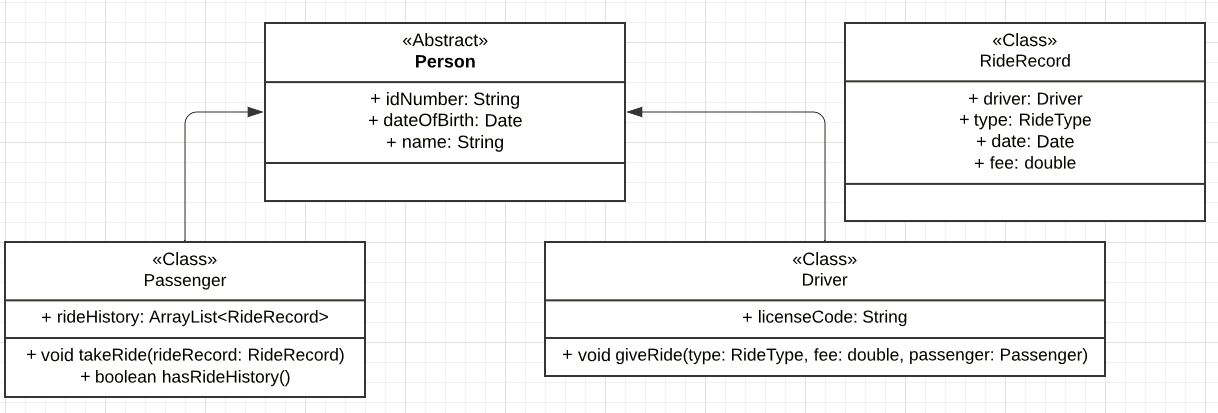 «Abstract»
Person
+ idNumber: String
+ dateOfBirth: Date
+ name: String
«Class»
RideRecord
+ driver: Driver
+ type: RideType
+ date: Date
+ fee: double
«Class»
Passenger
+ rideHistory: ArrayList<RideRecord>
+ void takeRide(rideRecord: RideRecord)
+ boolean hasRideHistory()
«Class»
Driver
+ licenseCode: String
+ void giveRide(type: RideType, fee: double, passenger: Passenger)